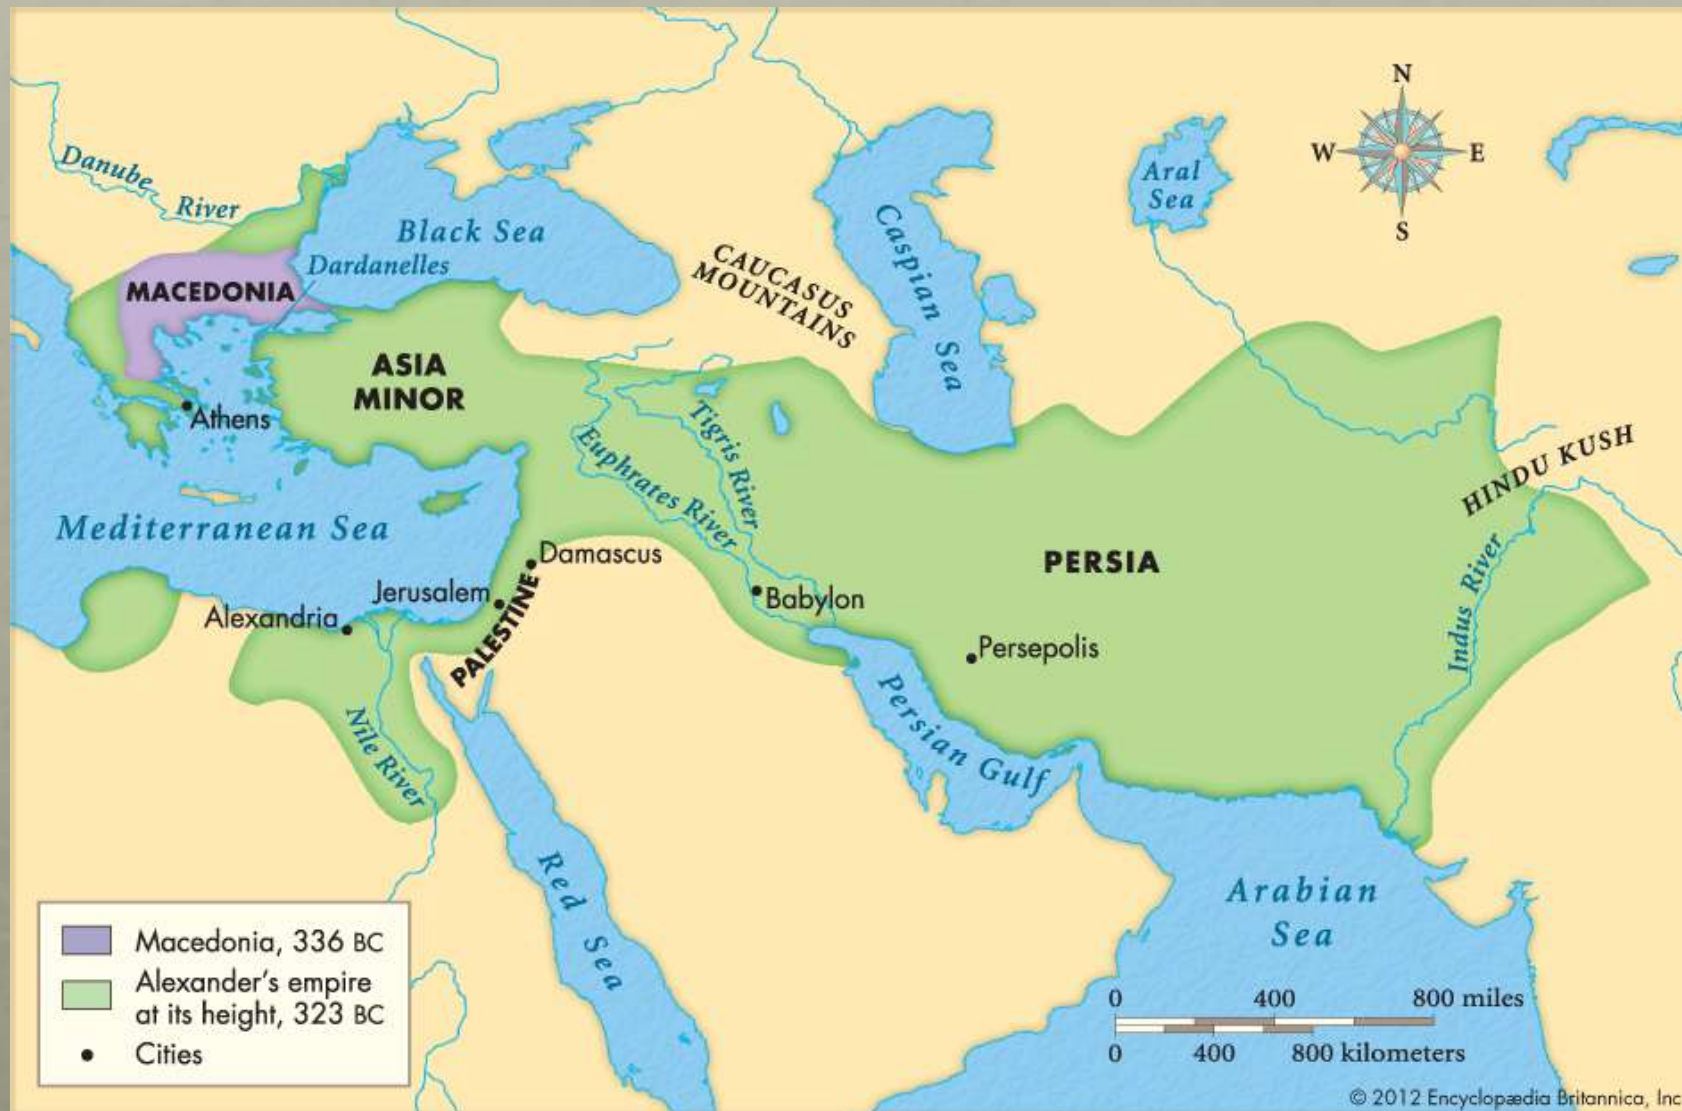 N
W
E
S
Danube
River
Black Sea
Dardanelles
MACEDONIA
CAUCASUS
MOUNTAINS
Caspian Sea
Aral
Sea
ASIA
MINOR
Athens
Tigris River
Euphrates River
HINDU KUSH
Mediterranean Sea
Damascus
Jerusalem
PALESTINE
Alexandria
Babylon
PERSIA
Persepolis
Indus River
Nile River
Persian Gulf
Red Sea
Arabian
Sea
Macedonia, 336 BC
Alexander's empire
at its height, 323 BC
Cities
0 400 800 miles
0 400 800 kilometers
© 2012 Encyclopædia Britannica, Inc